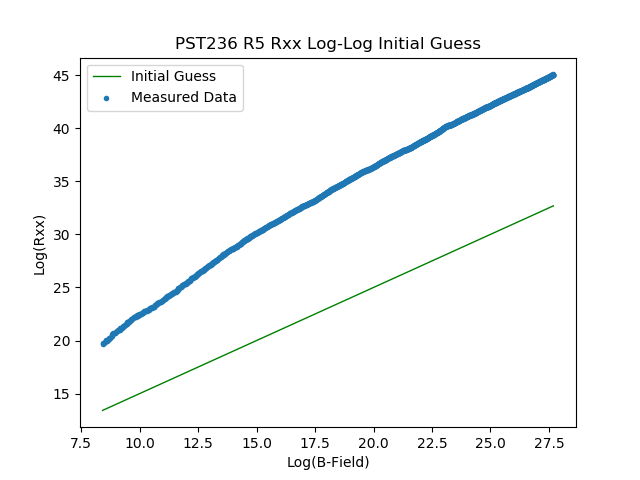 PST236 R5 Rxx Log-Log Initial Guess
Initial Guess
Measured Data
Log(Rxx)
45
40
35
30
25
20
15
7.5 10.0 12.5 15.0 17.5 20.0 22.5 25.0 27.5
Log(B-Field)